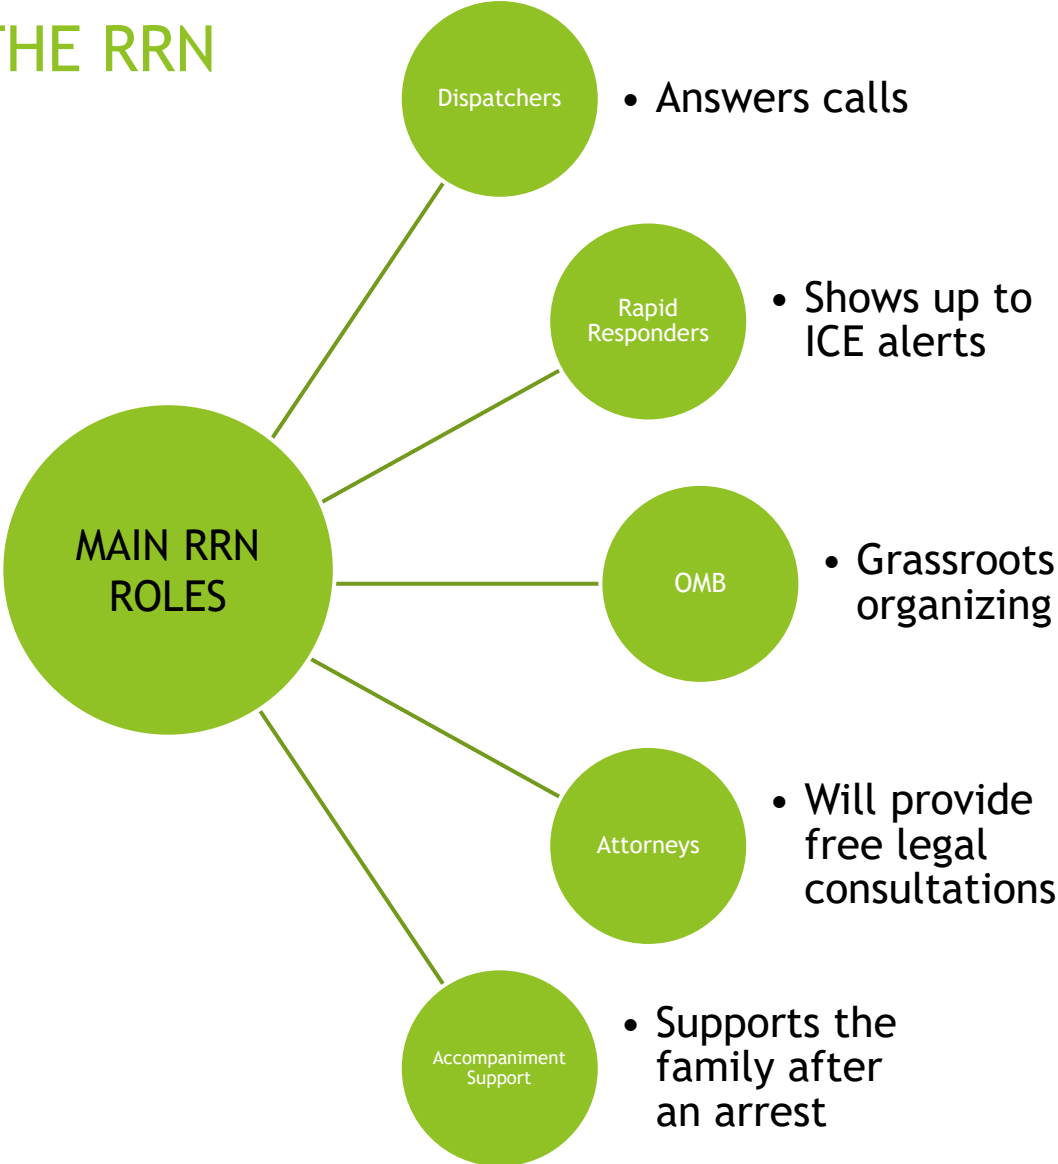 THE RRN
Dispatchers
• Answers calls
Rapid
Responders
• Shows up to
ICE alerts
MAIN RRN
ROLES
OMB
• Grassroots
organizing
Attorneys
• Will provide
free legal
consultations
Accompaniment
Support
• Supports the
family after
an arrest